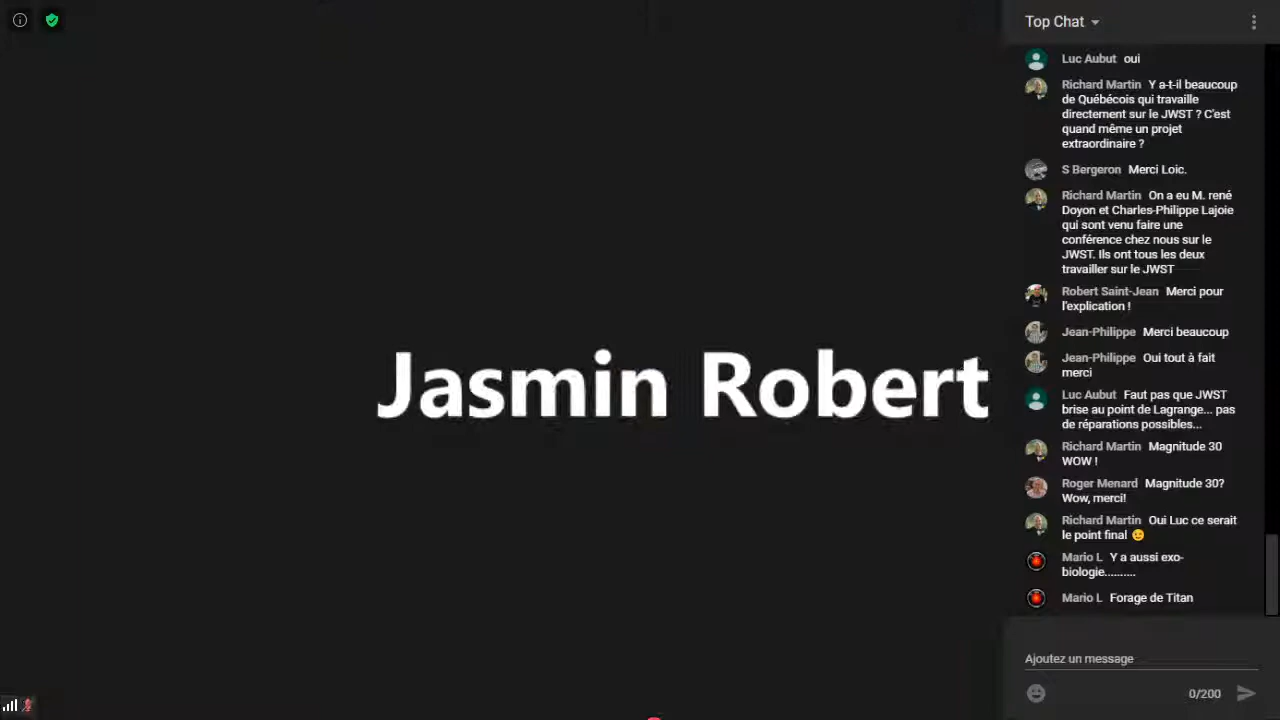 Top Chat
Luc Aubut oui
Richard Martin Y a-t-il beaucoup
de Québécois qui travaille
directement sur le JWST ? C'est
quand même un projet
extraordinaire ?
S Bergeron Merci Loic.
Richard Martin On a eu M. rené
Doyon et Charles-Philippe Lajoie
qui sont venu faire une
conférence chez nous sur le
JWST. Ils ont tous les deux
travailler sur le JWST
Robert Saint-Jean Merci pour
l'explication !
Jean-Philippe Merci beaucoup
Jean-Philippe Oui tout à fait
merci
Jasmin Robert
Luc Aubut Faut pas que JWST
brise au point de Lagrange... pas
de réparations possibles...
Richard Martin Magnitude 30
WOW !
Roger Menard Magnitude 30?
Wow, merci!
Richard Martin Oui Luc ce serait
le point final 😉
Mario L Y a aussi exo-
biologie..........
Mario L Forage de Titan
Ajoutez un message
0/200